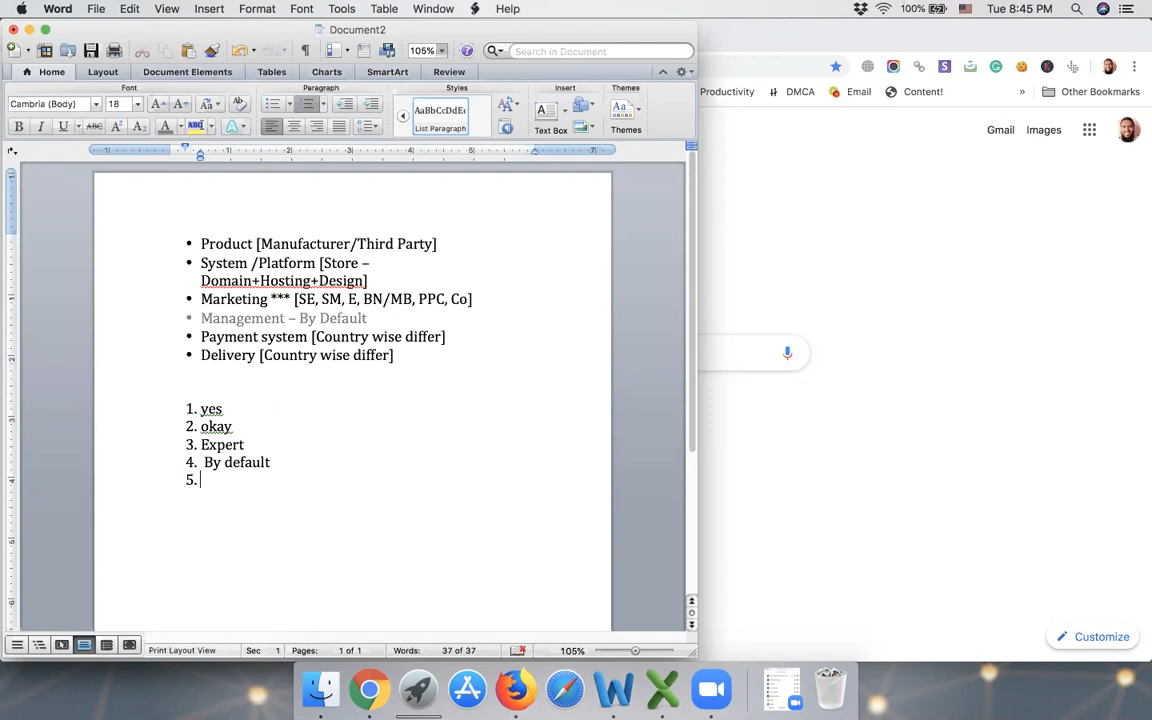 Word File Edit View Insert Format Font Tools Table Window Help 100% Tue 8:45 PM
Document2
105% Search in Document
Home Layout Document Elements Tables Charts SmartArt Review
Font Paragraph Styles Insert Themes
Cambria (Body) 18 AaBbCcDdEe
List Paragraph Text Box Themes
Productivity DMCA Email Content! » Other Bookmarks
Gmail Images
• Product [Manufacturer/Third Party]
• System /Platform [Store –
Domain+Hosting+Design]
• Marketing *** [SE, SM, E, BN/MB, PPC, Co]
• Management – By Default
• Payment system [Country wise differ]
• Delivery [Country wise differ]
1. yes
2. okay
3. Expert
4. By default
5.
Customize
Print Layout View Sec 1 Pages: 1 of 1 Words: 37 of 37 105%